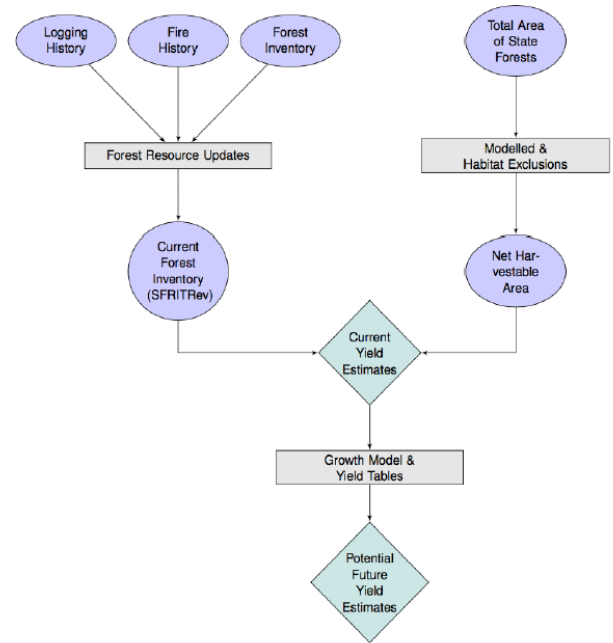 Logging
History
Fire
History
Forest
Inventory
Total Area
of State
Forests
Forest Resource Updates
Modelled &
Habitat Exclusions
Current
Forest
Inventory
(SFRITRev)
Net Har-
vestable
Area
Current
Yield
Estimates
Growth Model &
Yield Tables
Potential
Future
Yield
Estimates